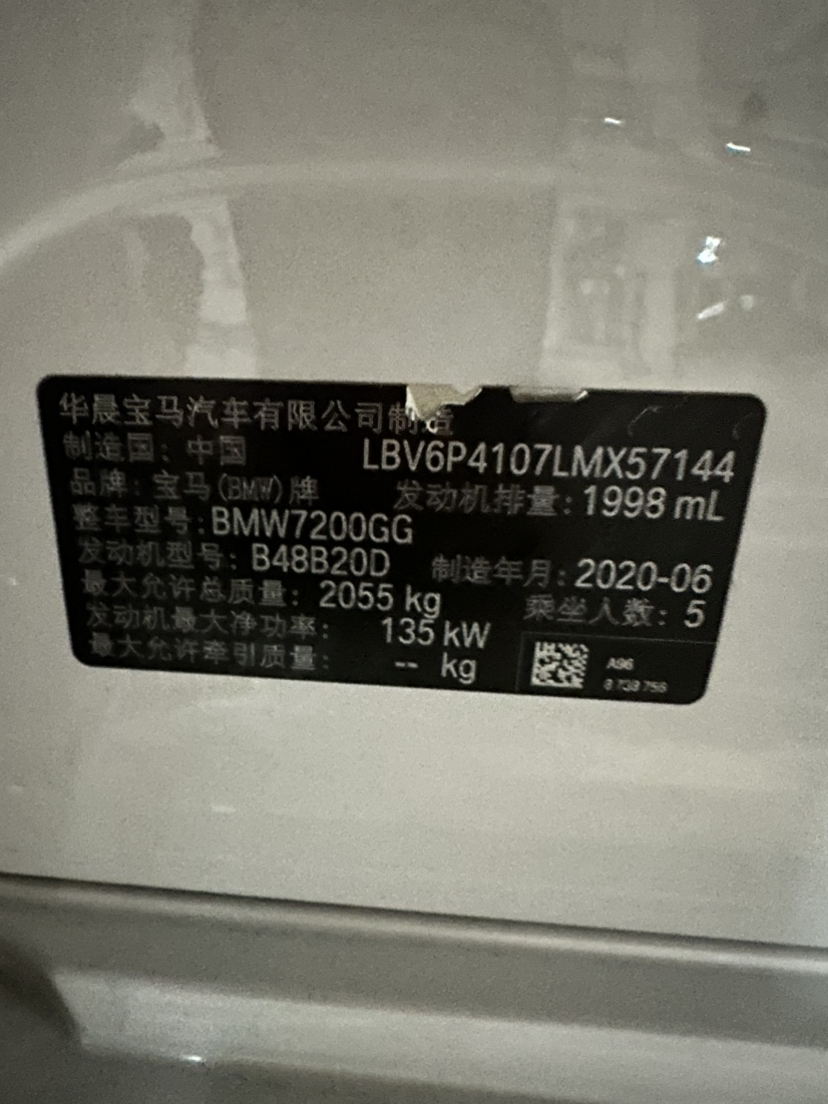 华晨宝马汽车有限公司制造
制造国：中国 LBV6P4107LMX57144
品牌：宝马(BMW)牌 发动机排量：1998 mL
整车型号：BMW7200GG
发动机型号：B48B20D 制造年月：2020-06
最大允许总质量：2055 kg 乘坐人数：5
发动机最大净功率：135 kW
最大允许牵引质量：-- kg
A96
8 739 756